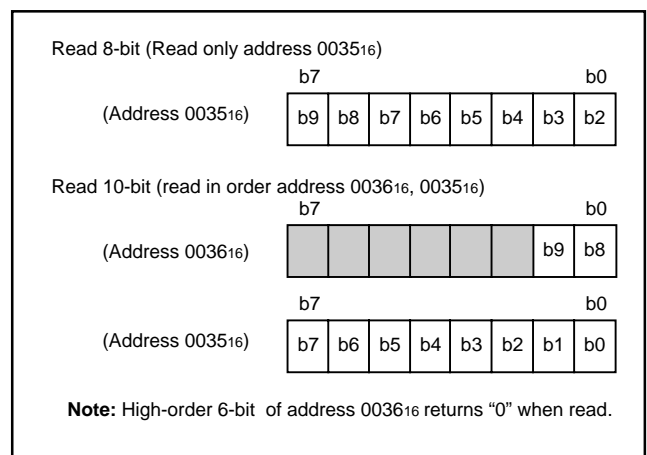 Read 8-bit (Read only address 0035₁₆)
b7 b0
(Address 0035₁₆) b9 b8 b7 b6 b5 b4 b3 b2
Read 10-bit (read in order address 0036₁₆, 0035₁₆)
b7 b0
(Address 0036₁₆) b9 b8
b7 b0
(Address 0035₁₆) b7 b6 b5 b4 b3 b2 b1 b0
Note: High-order 6-bit of address 0036₁₆ returns “0” when read.